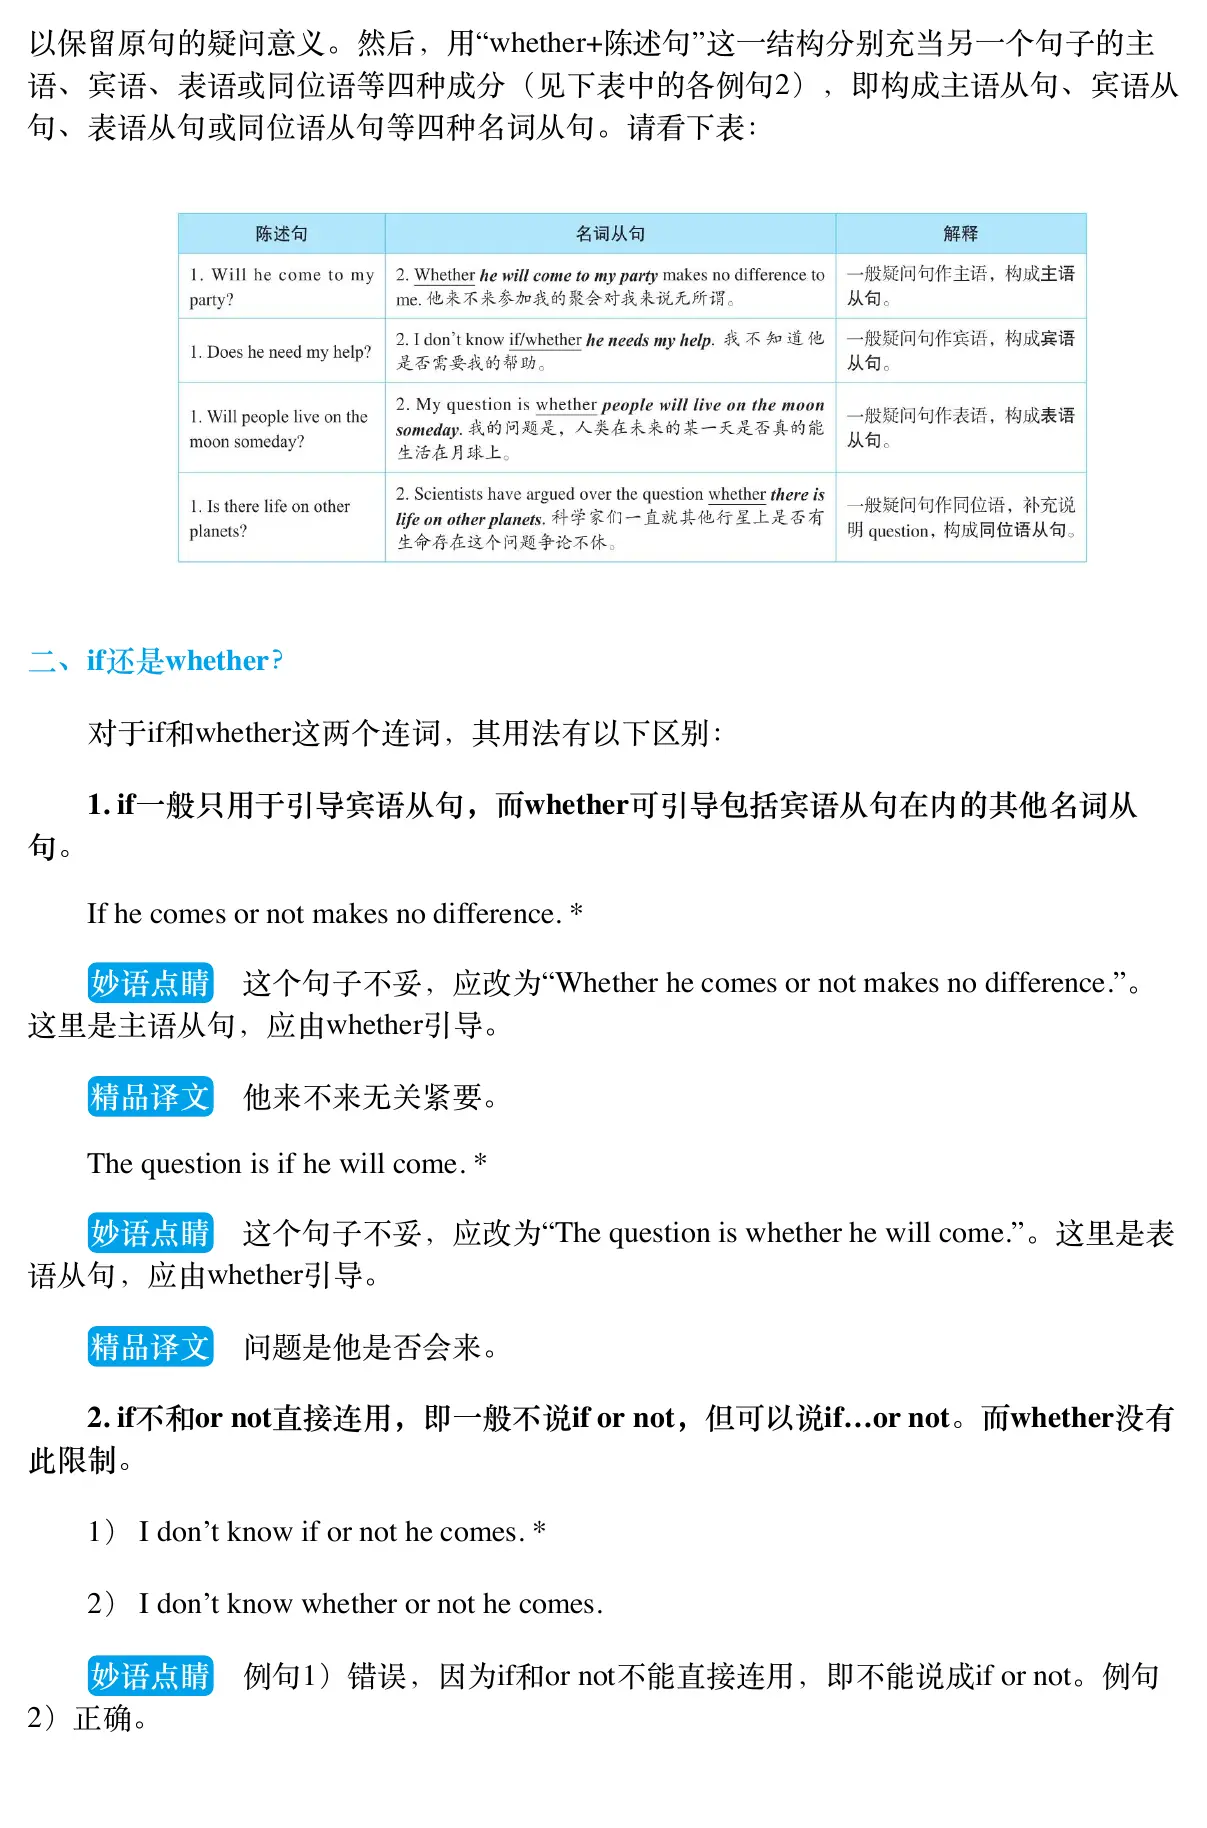 以保留原句的疑问意义。然后，用“whether+陈述句”这一结构分别充当另一个句子的主
语、宾语、表语或同位语等四种成分（见下表中的各例句2），即构成主语从句、宾语从
句、表语从句或同位语从句等四种名词从句。请看下表：
陈述句
名词从句
解释
1. Will he come to my
party?
2. Whether he will come to my party makes no difference to
me. 他来不来参加我的聚会对我来说无所谓。
一般疑问句作主语，构成主语
从句。
1. Does he need my help?
2. I don’t know if/whether he needs my help. 我不知道他
是否需要我的帮助。
一般疑问句作宾语，构成宾语
从句。
1. Will people live on the
moon someday?
2. My question is whether people will live on the moon
someday. 我的问题是，人类在未来的某一天是否真的能
生活在月球上。
一般疑问句作表语，构成表语
从句。
1. Is there life on other
planets?
2. Scientists have argued over the question whether there is
life on other planets. 科学家们一直就其他行星上是否有
生命存在这个问题争论不休。
一般疑问句作同位语，补充说
明 question，构成同位语从句。
二、if还是whether？
对于if和whether这两个连词，其用法有以下区别：
1. if一般只用于引导宾语从句，而whether可引导包括宾语从句在内的其他名词从
句。
If he comes or not makes no difference. *
妙语点睛 这个句子不妥，应改为“Whether he comes or not makes no difference.”。
这里是主语从句，应由whether引导。
精品译文 他来不来无关紧要。
The question is if he will come. *
妙语点睛 这个句子不妥，应改为“The question is whether he will come.”。这里是表
语从句，应由whether引导。
精品译文 问题是他是否会来。
2. if不和or not直接连用，即一般不说if or not，但可以说if…or not。而whether没有
此限制。
1） I don’t know if or not he comes. *
2） I don’t know whether or not he comes.
妙语点睛 例句1）错误，因为if和or not不能直接连用，即不能说成if or not。例句
2）正确。